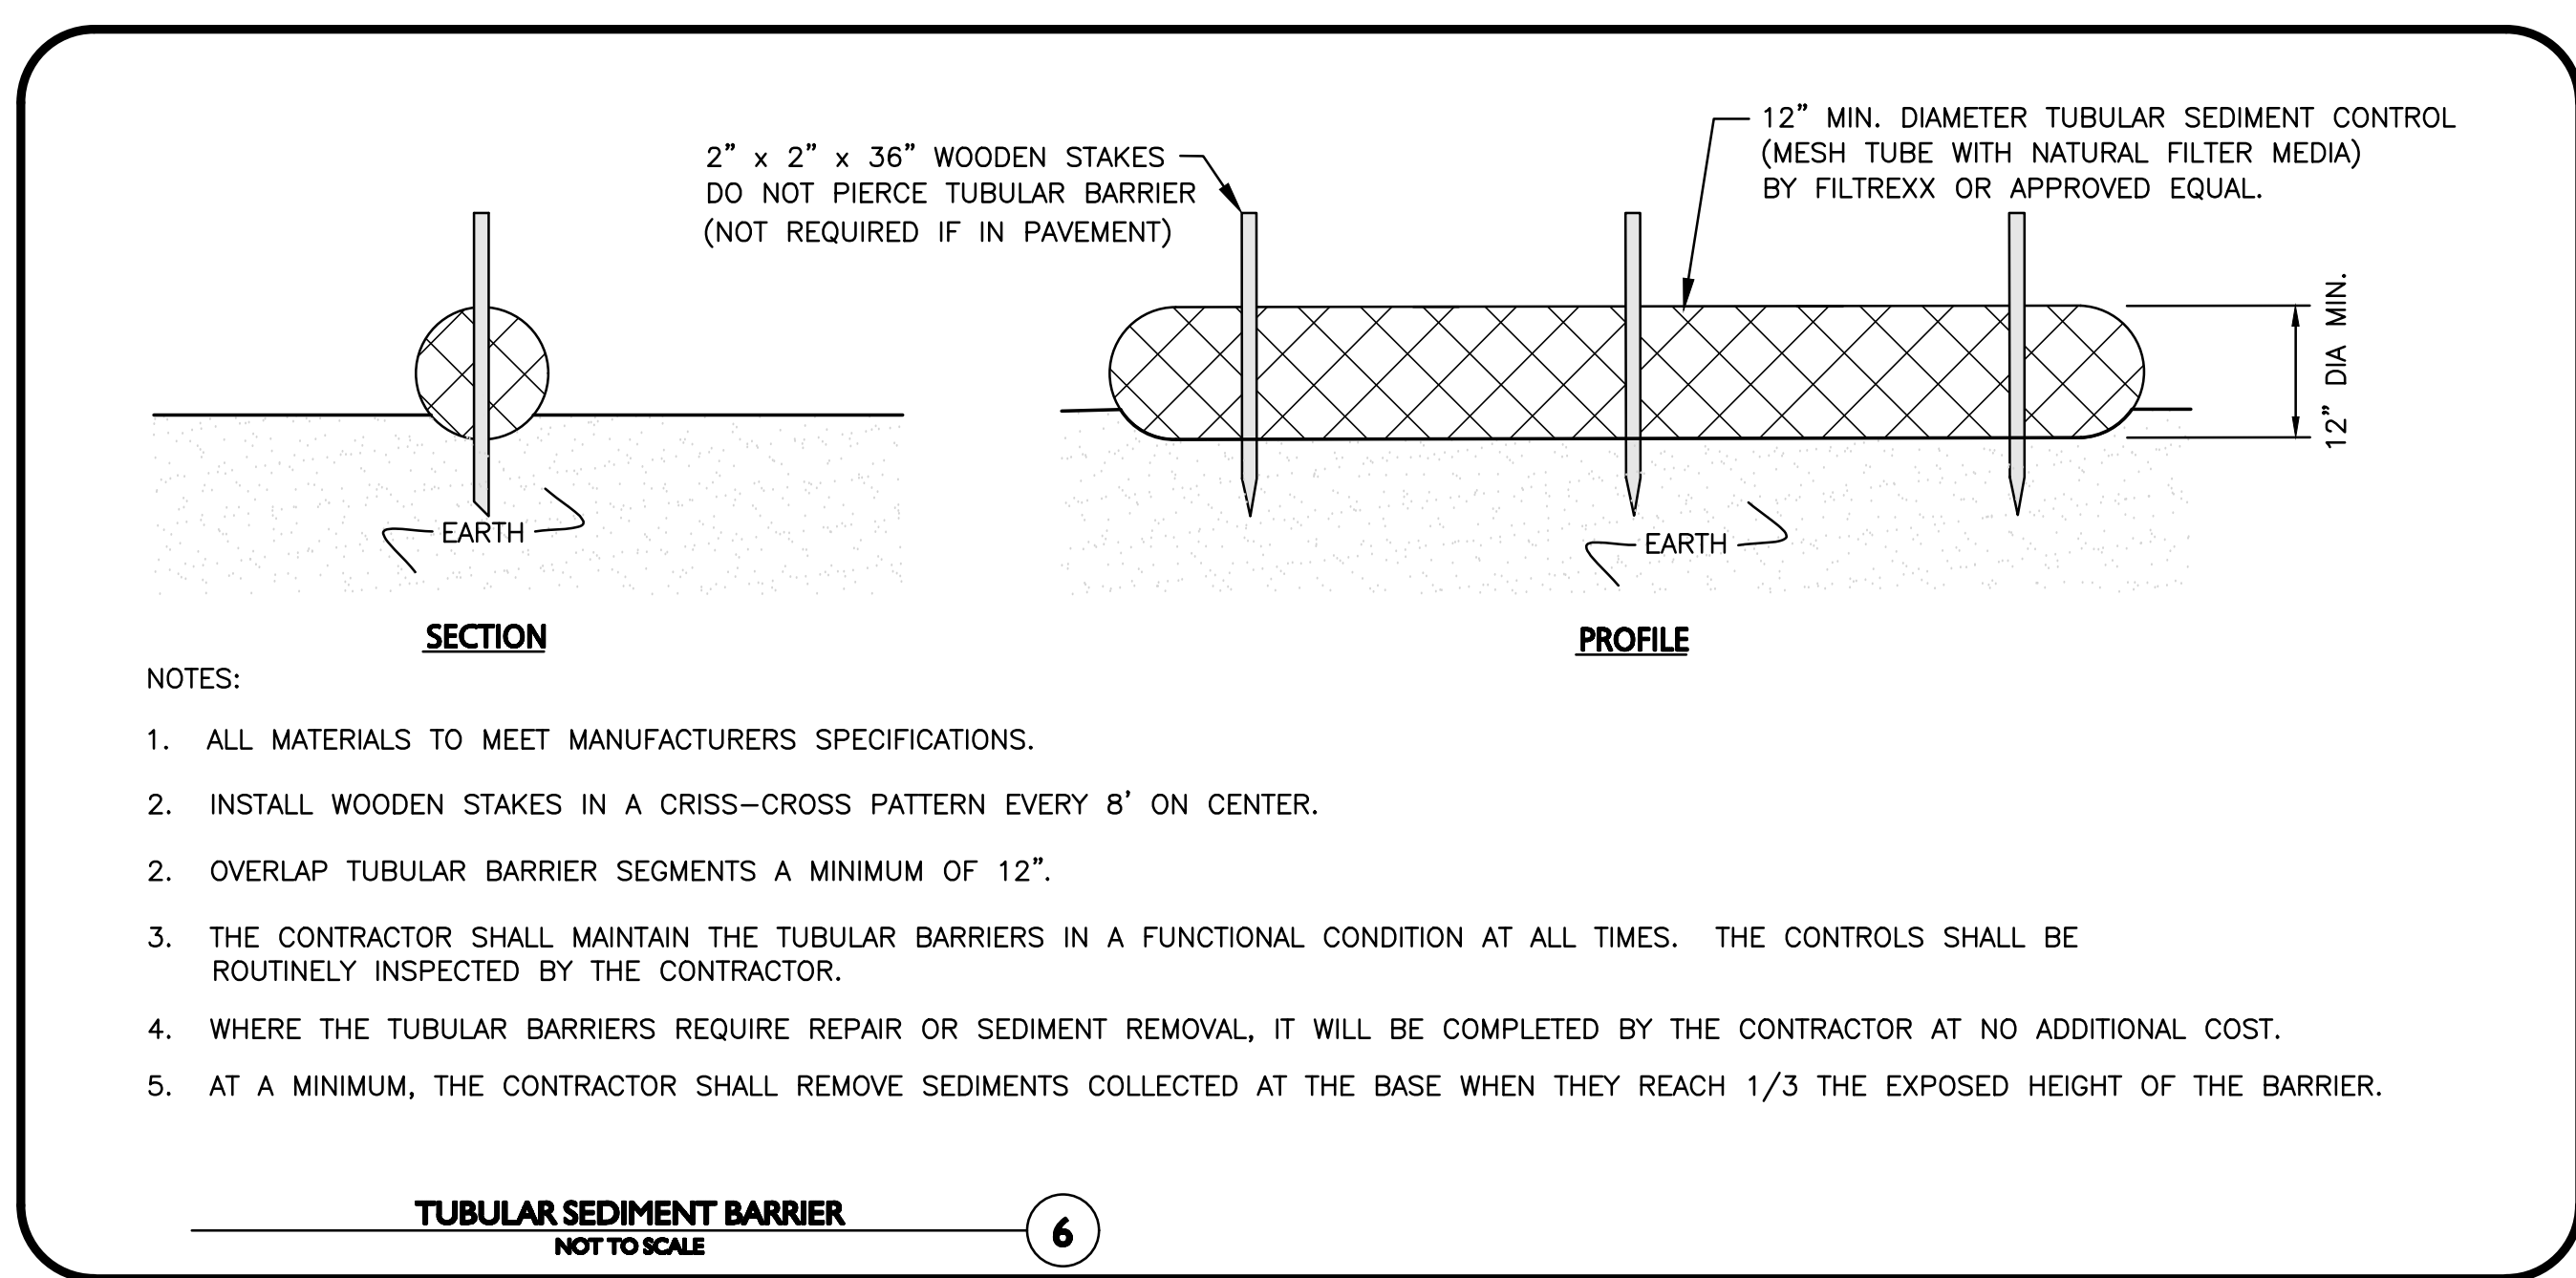 2” x 2” x 36” WOODEN STAKES
DO NOT PIERCE TUBULAR BARRIER
(NOT REQUIRED IF IN PAVEMENT)
12” MIN. DIAMETER TUBULAR SEDIMENT CONTROL
(MESH TUBE WITH NATURAL FILTER MEDIA)
BY FILTREXX OR APPROVED EQUAL.
12” DIA MIN.
EARTH
EARTH
SECTION
PROFILE
NOTES:
1. ALL MATERIALS TO MEET MANUFACTURERS SPECIFICATIONS.
2. INSTALL WOODEN STAKES IN A CRISS-CROSS PATTERN EVERY 8’ ON CENTER.
2. OVERLAP TUBULAR BARRIER SEGMENTS A MINIMUM OF 12”.
3. THE CONTRACTOR SHALL MAINTAIN THE TUBULAR BARRIERS IN A FUNCTIONAL CONDITION AT ALL TIMES. THE CONTROLS SHALL BE
ROUTINELY INSPECTED BY THE CONTRACTOR.
4. WHERE THE TUBULAR BARRIERS REQUIRE REPAIR OR SEDIMENT REMOVAL, IT WILL BE COMPLETED BY THE CONTRACTOR AT NO ADDITIONAL COST.
5. AT A MINIMUM, THE CONTRACTOR SHALL REMOVE SEDIMENTS COLLECTED AT THE BASE WHEN THEY REACH 1/3 THE EXPOSED HEIGHT OF THE BARRIER.
TUBULAR SEDIMENT BARRIER
NOT TO SCALE
6